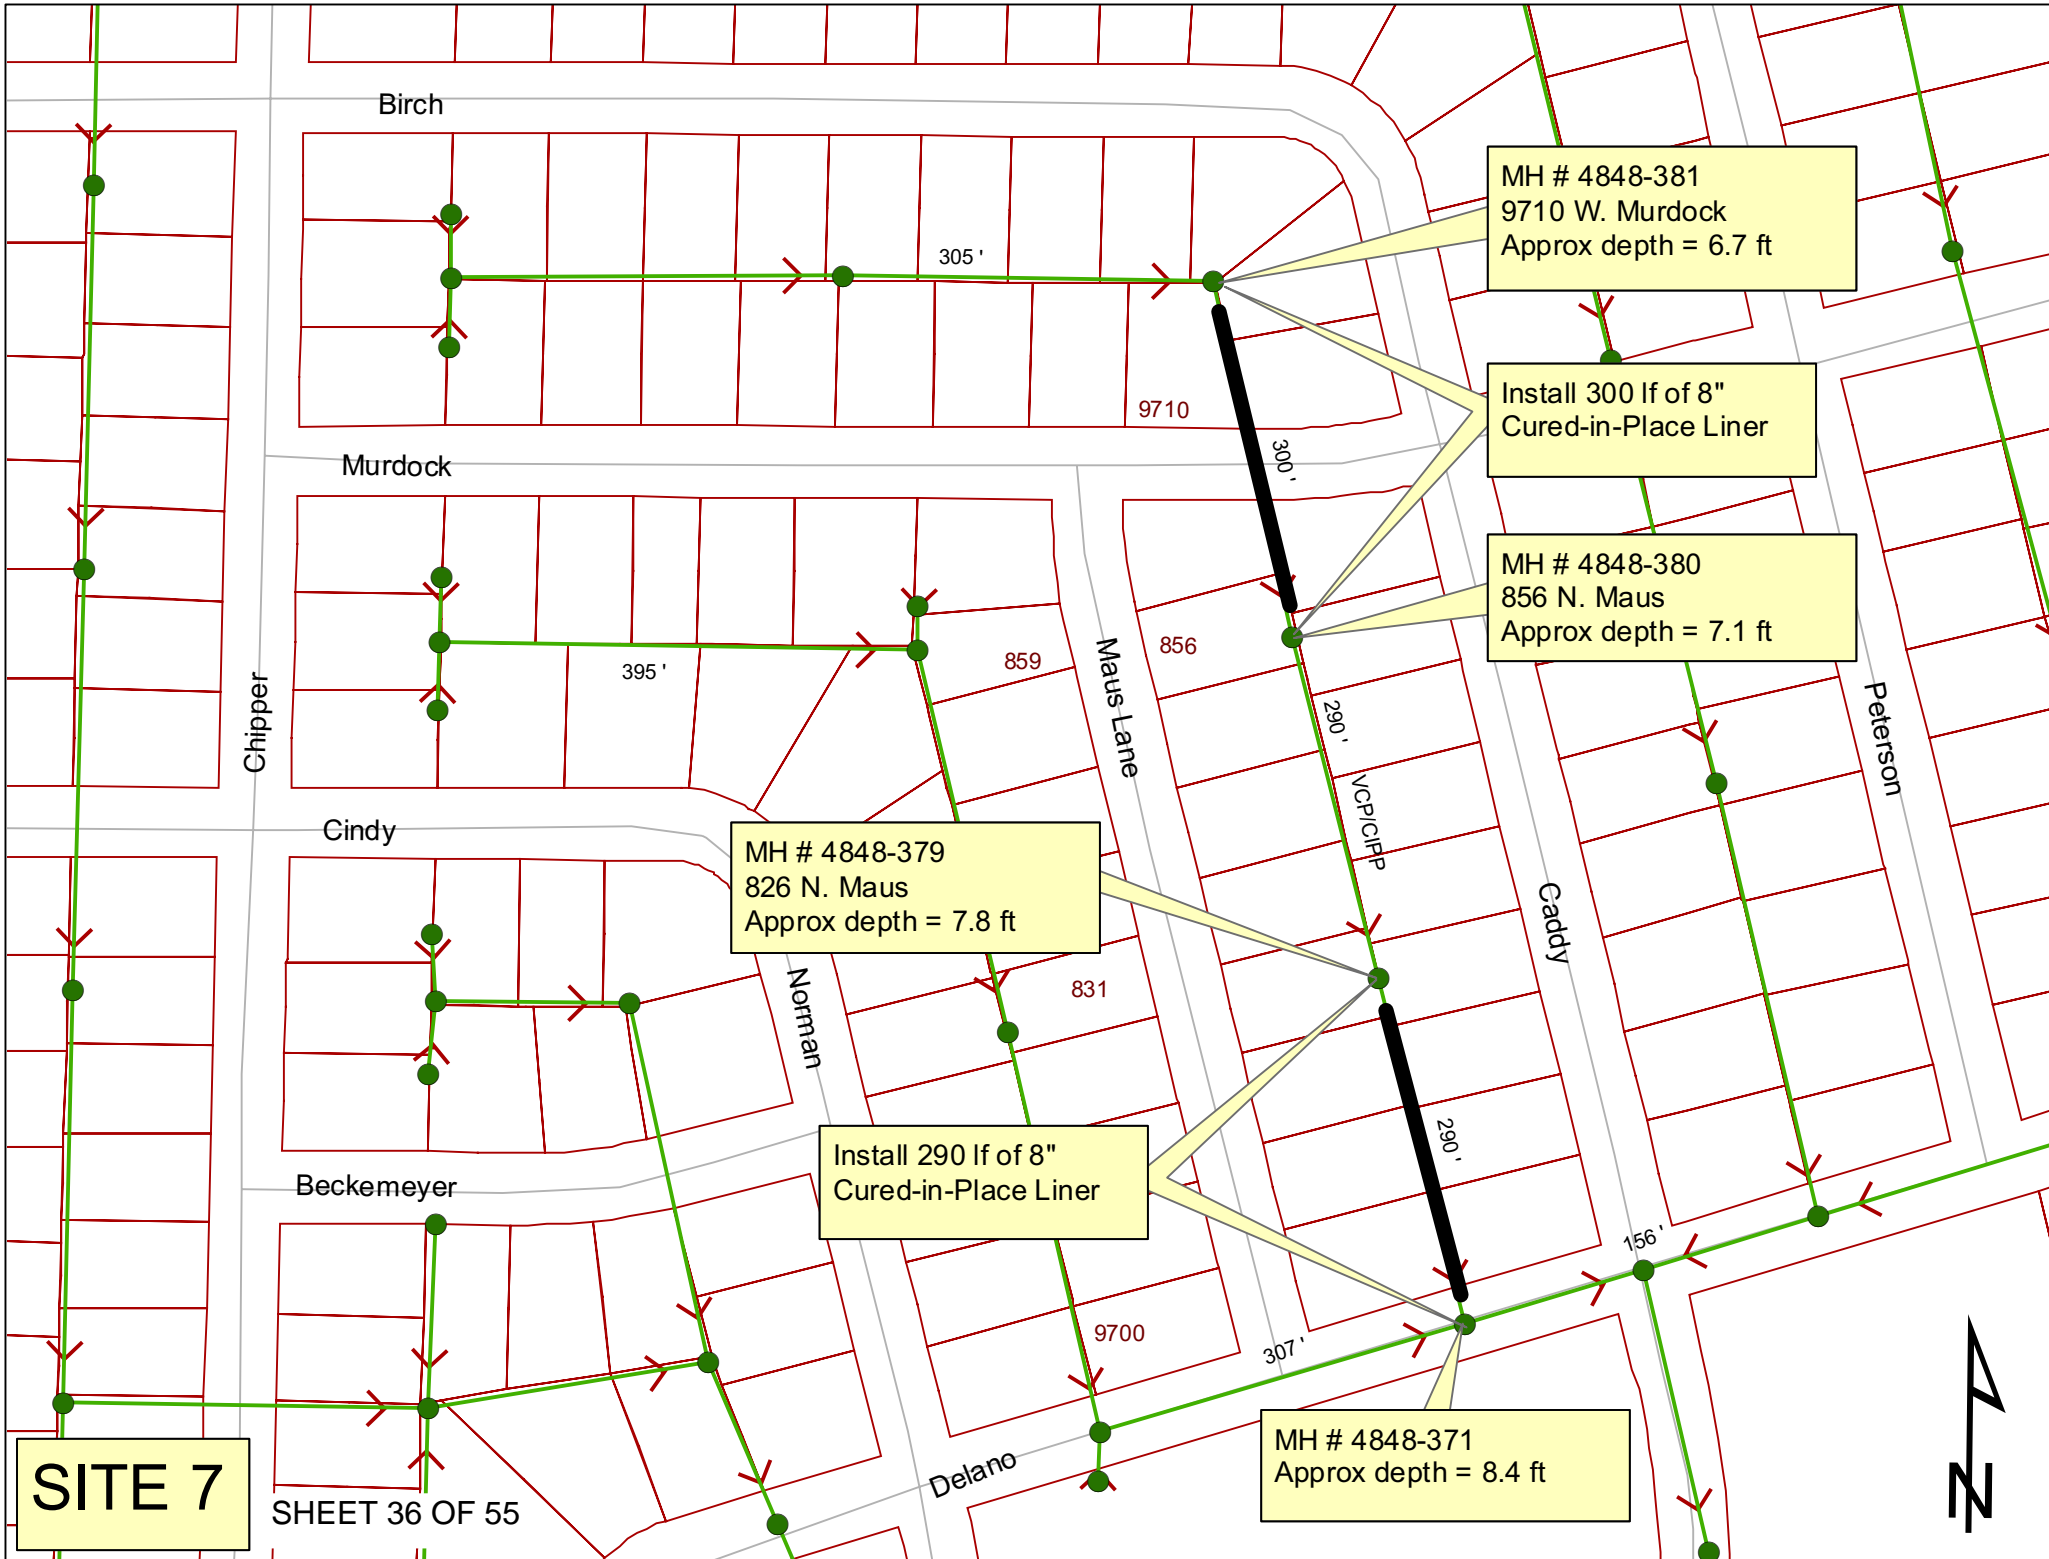 Birch
MH # 4848-381
9710 W. Murdock
Approx depth = 6.7 ft
305 '
Install 300 lf of 8"
Cured-in-Place Liner
9710
300 '
Murdock
MH # 4848-380
856 N. Maus
Approx depth = 7.1 ft
395 '
859
856
Maus Lane
Chipper
290 '
VCP/CIPP
Peterson
Cindy
MH # 4848-379
826 N. Maus
Approx depth = 7.8 ft
Caddy
Norman
831
Install 290 lf of 8"
Cured-in-Place Liner
290 '
Beckemeyer
156 '
9700
307 '
MH # 4848-371
Approx depth = 8.4 ft
Delano
SITE 7
SHEET 36 OF 55
N